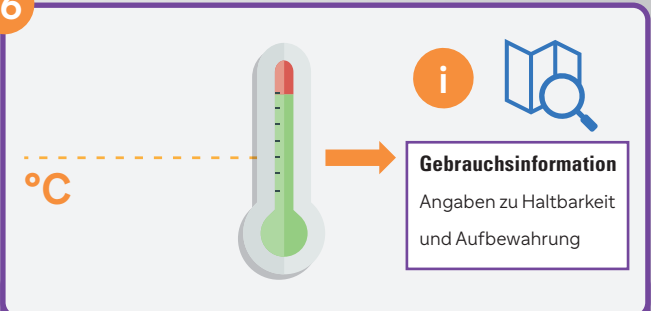 6
i
°C
Gebrauchsinformation
Angaben zu Haltbarkeit
und Aufbewahrung